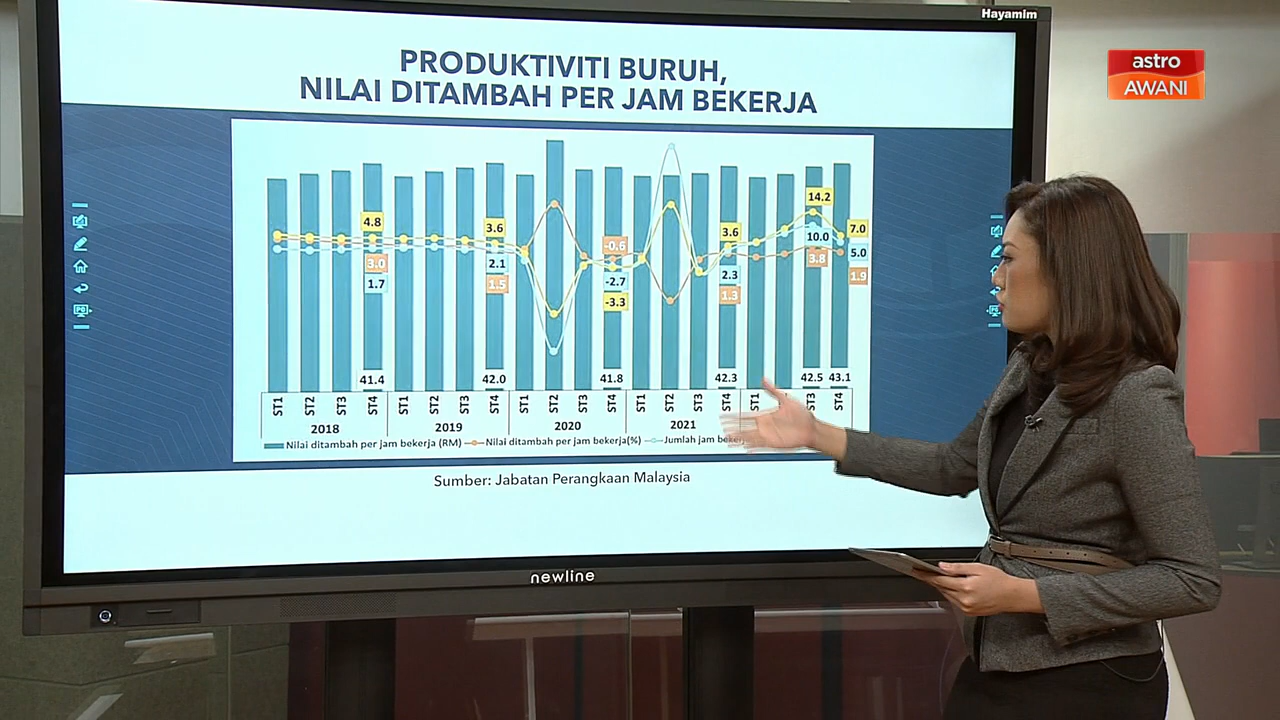 Hayamim
astro
AWANI
PRODUKTIVITI BURUH,
NILAI DITAMBAH PER JAM BEKERJA
14.2
4.8
3.6
3.6
7.0
-0.6
10.0
5.0
3.0
2.1
3.8
1.7
1.5
-2.7
2.3
1.9
-3.3
1.3
41.4
42.0
41.8
42.3
42.5
43.1
ST1 ST2 ST3 ST4 ST1 ST2 ST3 ST4 ST1 ST2 ST3 ST4 ST1 ST2 ST3 ST4 ST1 ST3 ST4
2018 2019 2020 2021
Nilai ditambah per jam bekerja (RM) Nilai ditambah per jam bekerja(%) Jumlah jam
Sumber: Jabatan Perangkaan Malaysia
newline